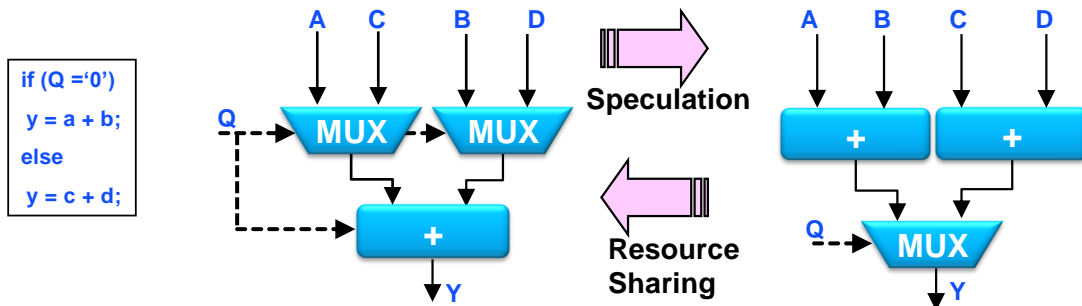 if (Q =‘0’)
y = a + b;
else
y = c + d;
A C B D
Q
MUX MUX
+
Y
Speculation
Resource
Sharing
A B C D
+ +
Q
MUX
Y